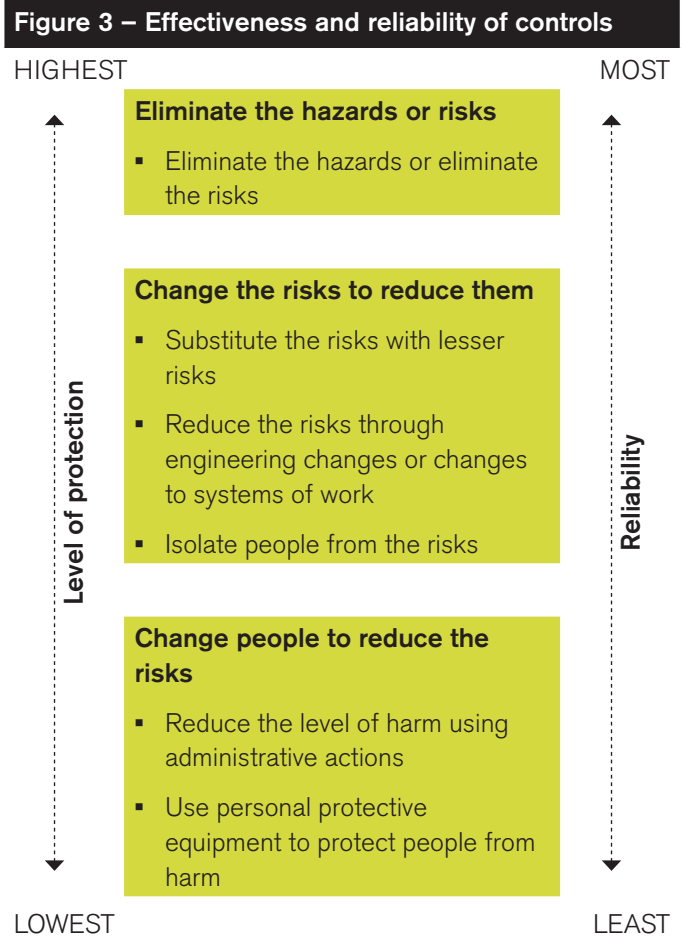 Figure 3 – Effectiveness and reliability of controls
HIGHEST
MOST
Eliminate the hazards or risks
▪ Eliminate the hazards or eliminate
the risks
Change the risks to reduce them
▪ Substitute the risks with lesser
risks
▪ Reduce the risks through
engineering changes or changes
to systems of work
▪ Isolate people from the risks
Level of protection
Reliability
Change people to reduce the
risks
▪ Reduce the level of harm using
administrative actions
▪ Use personal protective
equipment to protect people from
harm
LOWEST
LEAST